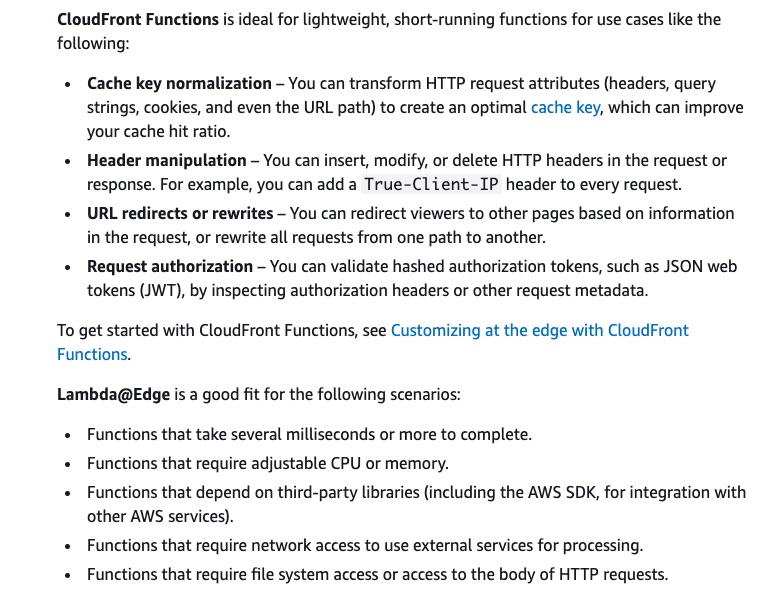 CloudFront Functions is ideal for lightweight, short-running functions for use cases like the
following:
• Cache key normalization – You can transform HTTP request attributes (headers, query
strings, cookies, and even the URL path) to create an optimal cache key, which can improve
your cache hit ratio.
• Header manipulation – You can insert, modify, or delete HTTP headers in the request or
response. For example, you can add a True-Client-IP header to every request.
• URL redirects or rewrites – You can redirect viewers to other pages based on information
in the request, or rewrite all requests from one path to another.
• Request authorization – You can validate hashed authorization tokens, such as JSON web
tokens (JWT), by inspecting authorization headers or other request metadata.
To get started with CloudFront Functions, see Customizing at the edge with CloudFront
Functions.
Lambda@Edge is a good fit for the following scenarios:
• Functions that take several milliseconds or more to complete.
• Functions that require adjustable CPU or memory.
• Functions that depend on third-party libraries (including the AWS SDK, for integration with
other AWS services).
• Functions that require network access to use external services for processing.
• Functions that require file system access or access to the body of HTTP requests.